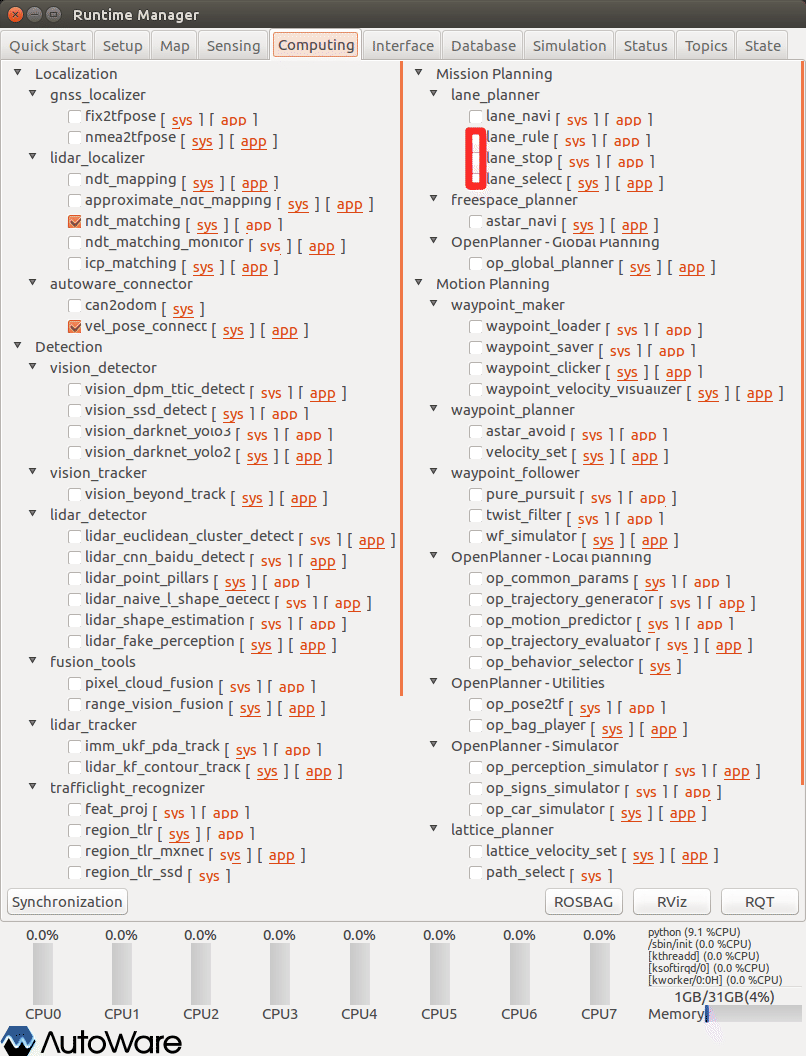 Runtime Manager
Quick Start Setup Map Sensing Computing Interface Database Simulation Status Topics State
Localization
gnss_localizer
fix2tfpose [ sys ] [ app ]
nmea2tfpose [ sys ] [ app ]
lidar_localizer
ndt_mapping [ sys ] [ app ]
approximate_ndt_mapping [ sys ] [ app ]
ndt_matching [ sys ] [ app ]
ndt_matching_monitor [ sys ] [ app ]
icp_matching [ sys ] [ app ]
autoware_connector
can2odom [ sys ]
vel_pose_connect [ sys ] [ app ]
Detection
vision_detector
vision_dpm_ttic_detect [ sys ] [ app ]
vision_ssd_detect [ sys ] [ app ]
vision_darknet_yolo3 [ sys ] [ app ]
vision_darknet_yolo2 [ sys ] [ app ]
vision_tracker
vision_beyond_track [ sys ] [ app ]
lidar_detector
lidar_euclidean_cluster_detect [ sys ] [ app ]
lidar_cnn_baidu_detect [ sys ] [ app ]
lidar_point_pillars [ sys ] [ app ]
lidar_naive_l_shape_detect [ sys ] [ app ]
lidar_shape_estimation [ sys ] [ app ]
lidar_fake_perception [ sys ] [ app ]
fusion_tools
pixel_cloud_fusion [ sys ] [ app ]
range_vision_fusion [ sys ] [ app ]
lidar_tracker
imm_ukf_pda_track [ sys ] [ app ]
lidar_kf_contour_track [ sys ] [ app ]
trafficlight_recognizer
feat_proj [ sys ] [ app ]
region_tlr [ sys ] [ app ]
region_tlr_mxnet [ sys ] [ app ]
region_tlr_ssd [ sys ]
Mission Planning
lane_planner
lane_navi [ sys ] [ app ]
lane_rule [ sys ] [ app ]
lane_stop [ sys ] [ app ]
lane_select [ sys ] [ app ]
freespace_planner
astar_navi [ sys ] [ app ]
OpenPlanner - Global Planning
op_global_planner [ sys ] [ app ]
Motion Planning
waypoint_maker
waypoint_loader [ sys ] [ app ]
waypoint_saver [ sys ] [ app ]
waypoint_clicker [ sys ] [ app ]
waypoint_velocity_visualizer [ sys ] [ app ]
waypoint_planner
astar_avoid [ sys ] [ app ]
velocity_set [ sys ] [ app ]
waypoint_follower
pure_pursuit [ sys ] [ app ]
twist_filter [ sys ] [ app ]
wf_simulator [ sys ] [ app ]
OpenPlanner - Local planning
op_common_params [ sys ] [ app ]
op_trajectory_generator [ sys ] [ app ]
op_motion_predictor [ sys ] [ app ]
op_trajectory_evaluator [ sys ] [ app ]
op_behavior_selector [ sys ]
OpenPlanner - Utilities
op_pose2tf [ sys ] [ app ]
op_bag_player [ sys ] [ app ]
OpenPlanner - Simulator
op_perception_simulator [ sys ] [ app ]
op_signs_simulator [ sys ] [ app ]
op_car_simulator [ sys ] [ app ]
lattice_planner
lattice_velocity_set [ sys ] [ app ]
path_select [ sys ]
Synchronization ROSBAG RViz RQT
0.0% 0.0% 0.0% 0.0% 0.0% 0.0% 0.0% 0.0%
CPU0 CPU1 CPU2 CPU3 CPU4 CPU5 CPU6 CPU7
python (9.1 %CPU)
/sbin/init (0.0 %CPU)
[kthreadd] (0.0 %CPU)
[ksoftirqd/0] (0.0 %CPU)
[kworker/0:0H] (0.0 %CPU)
1GB/31GB(4%)
Memory
AutoWare